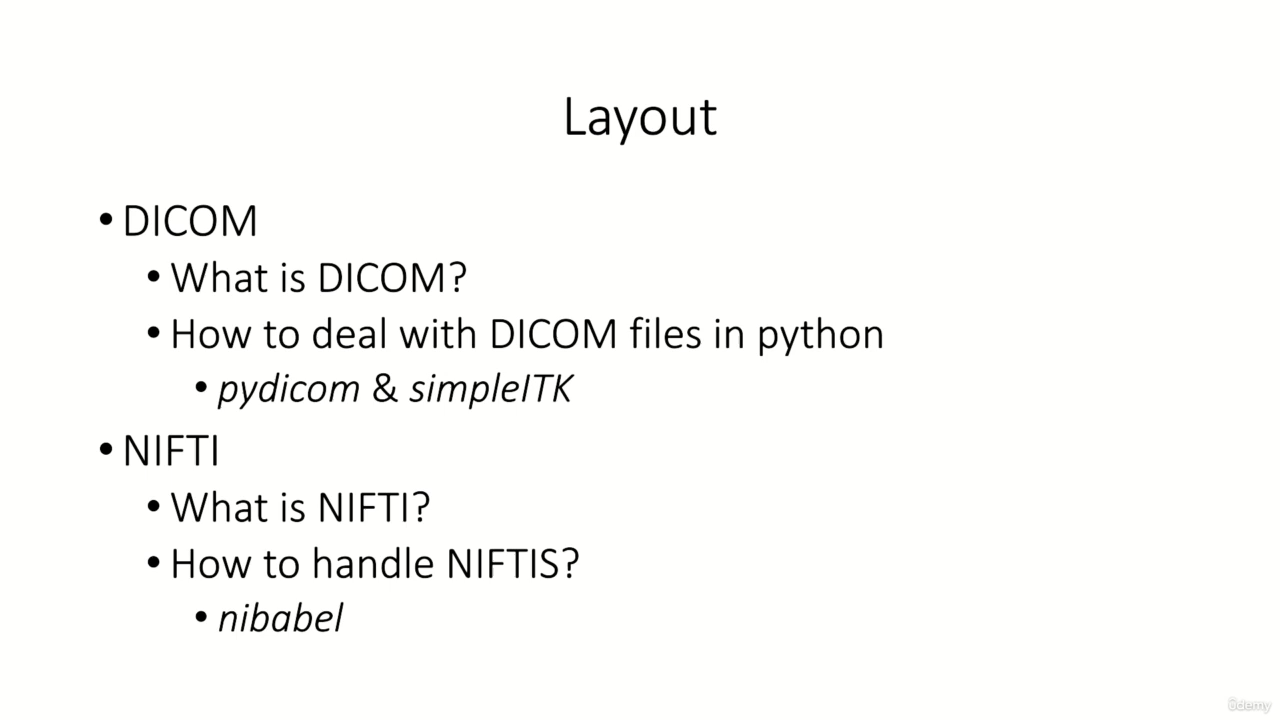 Layout
• DICOM
• What is DICOM?
• How to deal with DICOM files in python
• pydicom & simpleITK
• NIFTI
• What is NIFTI?
• How to handle NIFTIS?
• nibabel
ûdemy